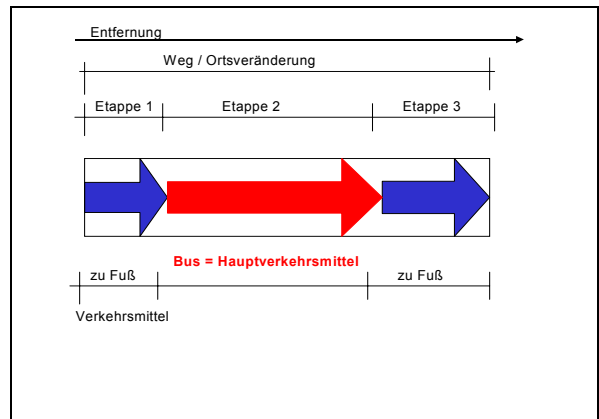 Entfernung
Weg / Ortsveränderung
Etappe 1 Etappe 2 Etappe 3
Bus = Hauptverkehrsmittel
zu Fuß zu Fuß
Verkehrsmittel